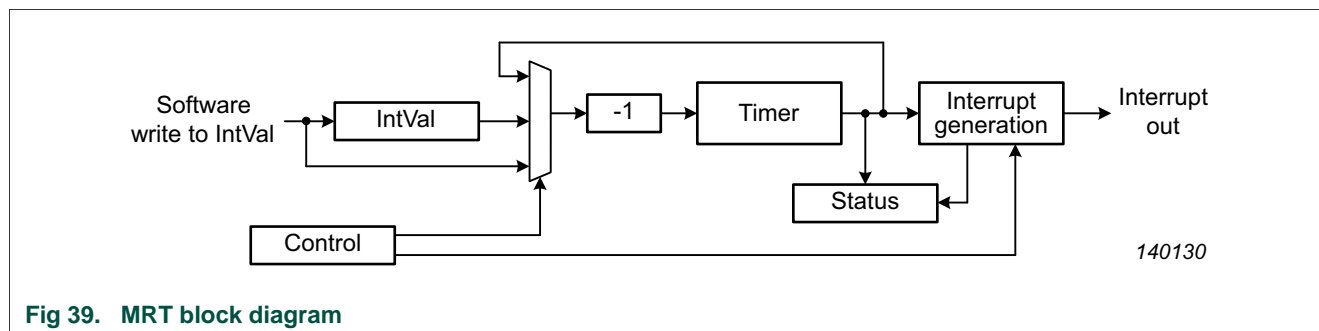 Software
write to IntVal
IntVal
-1
Timer
Interrupt
generation
Interrupt
out
Status
Control
140130
Fig 39. MRT block diagram